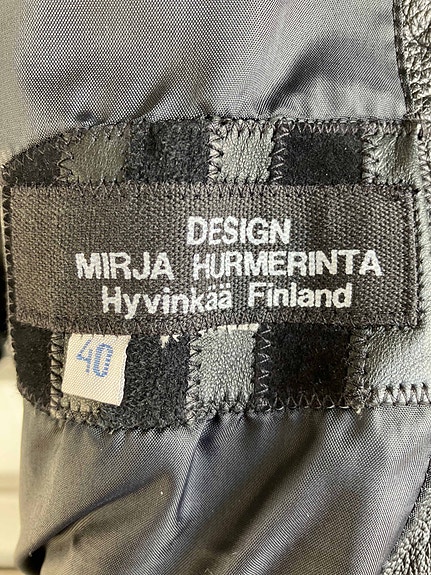 DESIGN
MIRJA HURMERINTA
Hyvinkää Finland
40